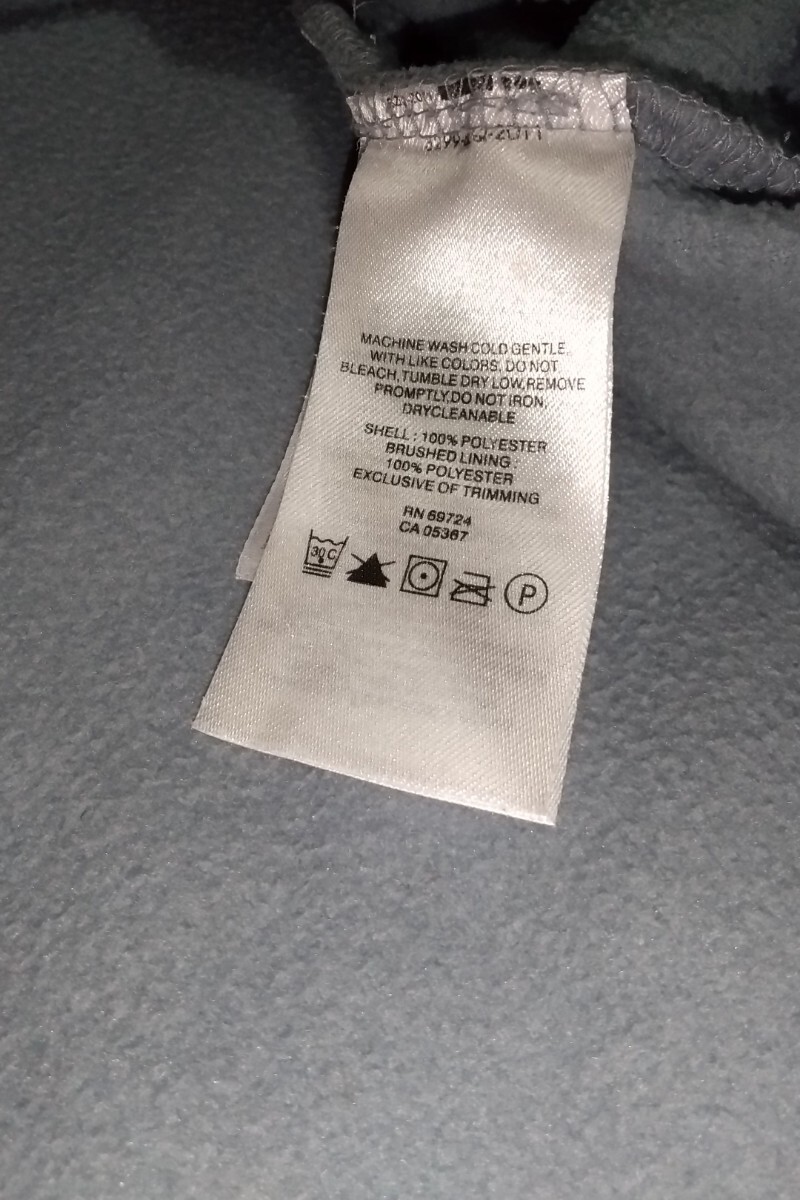 MACHINE WASH COLD GENTLE,
WITH LIKE COLORS, DO NOT
BLEACH, TUMBLE DRY LOW, REMOVE
PROMPTLY, DO NOT IRON,
DRYCLEANABLE
SHELL : 100% POLYESTER
BRUSHED LINING :
100% POLYESTER
EXCLUSIVE OF TRIMMING
RN 69724
CA 05367
30 C
P